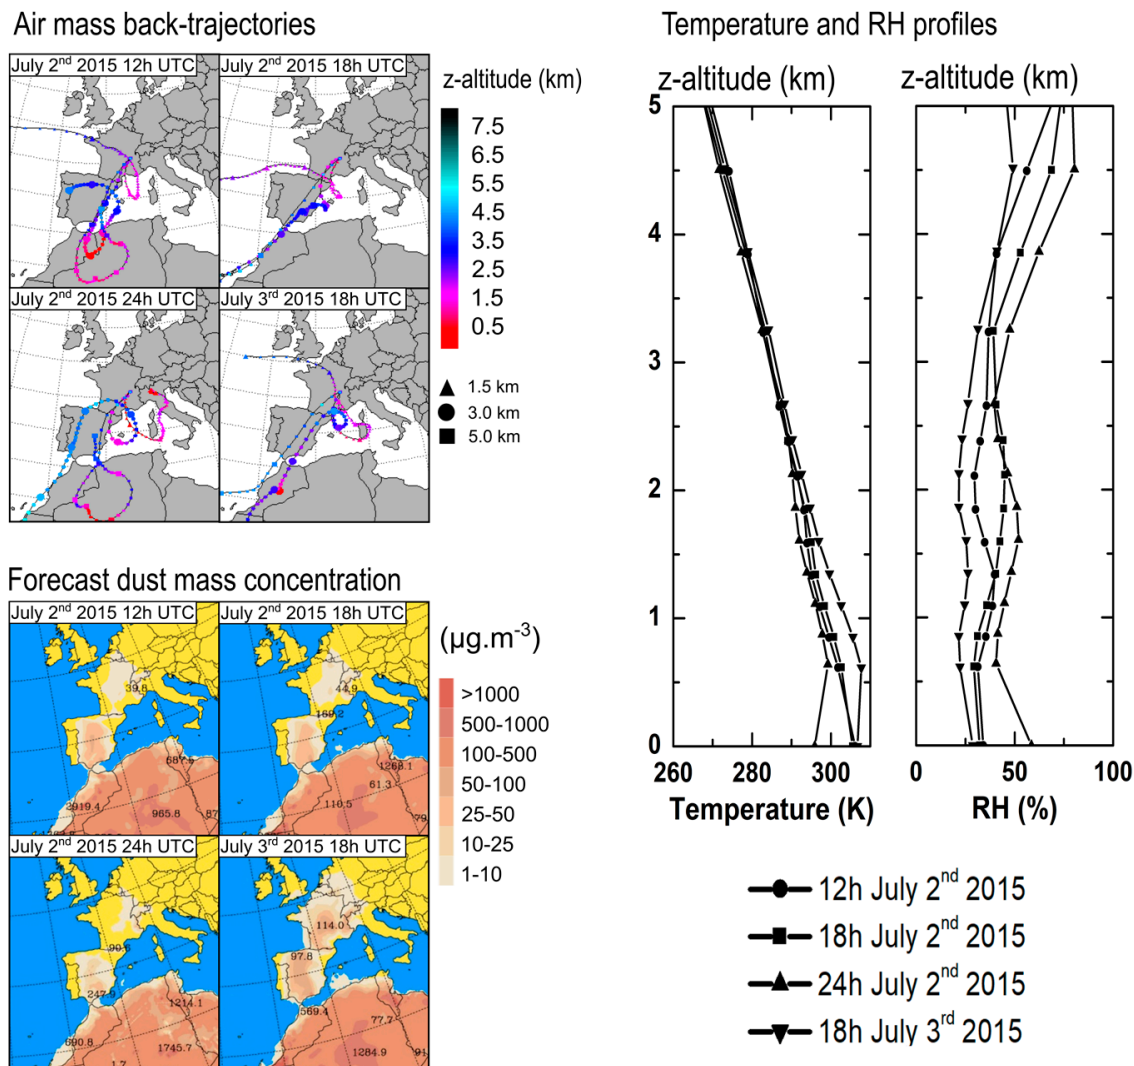 Air mass back-trajectories
July 2nd 2015 12h UTC
July 2nd 2015 18h UTC
July 2nd 2015 24h UTC
July 3rd 2015 18h UTC
z-altitude (km)
7.5
6.5
5.5
4.5
3.5
2.5
1.5
0.5
1.5 km
3.0 km
5.0 km
Forecast dust mass concentration
July 2nd 2015 12h UTC
39.8
687.6
2919.4
965.8
87
July 2nd 2015 18h UTC
44.9
169.2
1268.1
61.3
110.5
79
July 2nd 2015 24h UTC
90.6
247.9
1214.1
690.8
1745.7
1.7
July 3rd 2015 18h UTC
114.0
97.8
569.4
77.7
1284.9
91
(µg.m-3)
>1000
500-1000
100-500
50-100
25-50
10-25
1-10
Temperature and RH profiles
z-altitude (km)
5
4
3
2
1
0
260
280
300
Temperature (K)
z-altitude (km)
0
50
100
RH (%)
12h July 2nd 2015
18h July 2nd 2015
24h July 2nd 2015
18h July 3rd 2015